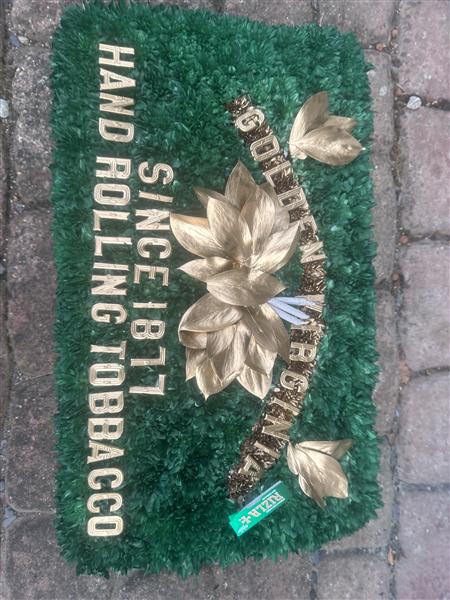 GOLDEN VIRGINIA
SINCE 1877
HAND ROLLING TOBBACCO
RIZLA+